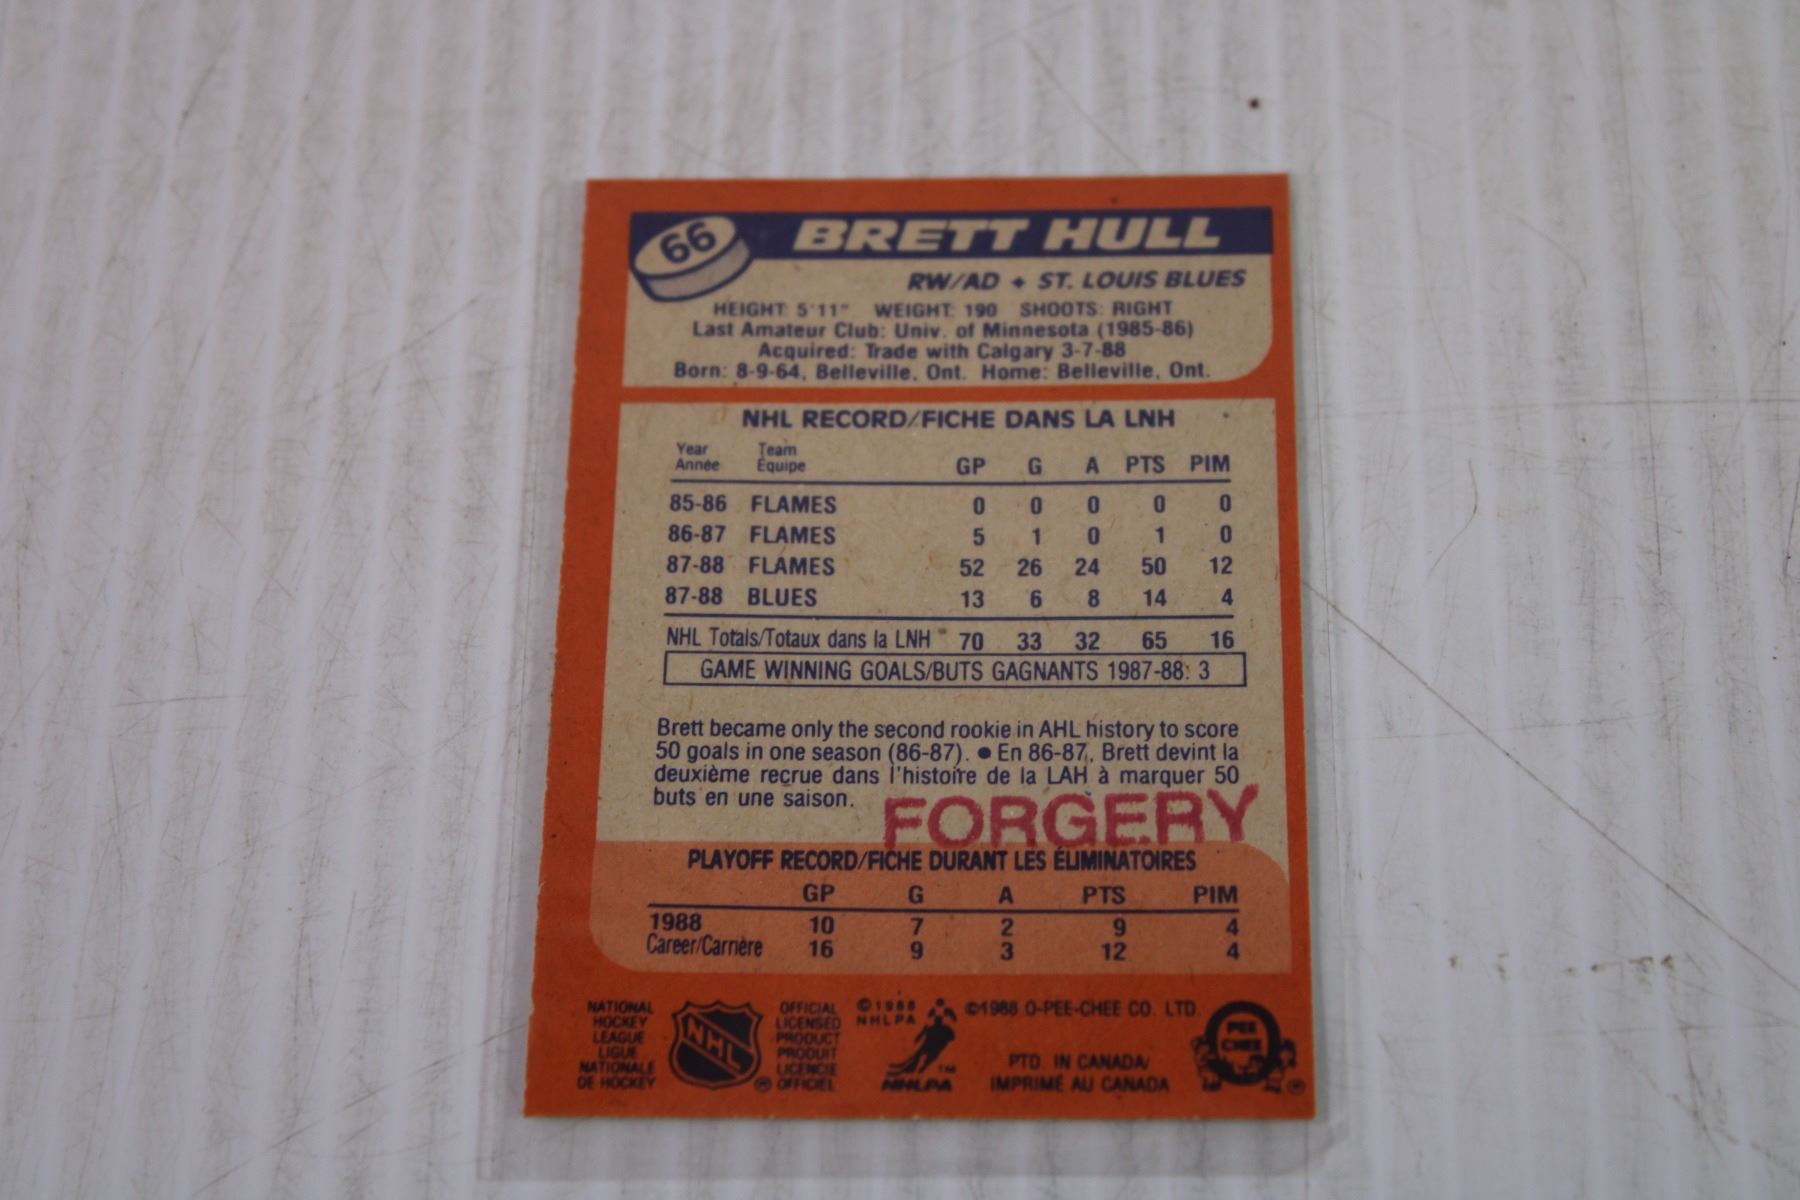 66 BRETT HULL
RW/AD + ST. LOUIS BLUES
HEIGHT: 5'11" WEIGHT: 190 SHOOTS: RIGHT
Last Amateur Club: Univ. of Minnesota (1985-86)
Acquired: Trade with Calgary 3-7-88
Born: 8-9-64, Belleville, Ont. Home: Belleville, Ont.
NHL RECORD/FICHE DANS LA LNH
Year Team
Année Équipe GP G A PTS PIM
85-86 FLAMES 0 0 0 0 0
86-87 FLAMES 5 1 0 1 0
87-88 FLAMES 52 26 24 50 12
87-88 BLUES 13 6 8 14 4
NHL Totals/Totaux dans la LNH 70 33 32 65 16
GAME WINNING GOALS/BUTS GAGNANTS 1987-88: 3
Brett became only the second rookie in AHL history to score
50 goals in one season (86-87). ● En 86-87, Brett devint la
deuxième recrue dans l'histoire de la LAH à marquer 50
buts en une saison.
FORGERY
PLAYOFF RECORD/FICHE DURANT LES ÉLIMINATOIRES
GP G A PTS PIM
1988 10 7 2 9 4
Career/Carrière 16 9 3 12 4
NATIONAL
HOCKEY
LEAGUE
LIGUE
NATIONALE
DE HOCKEY
NHL
®
OFFICIAL
LICENSED
PRODUCT
PRODUIT
LICENCIE
OFFICIEL
©1988
NHLPA
TM
NHLPA
©1988 O-PEE-CHEE CO. LTD.
PTD. IN CANADA/
IMPRIMÉ AU CANADA
PEE
CHEE
®